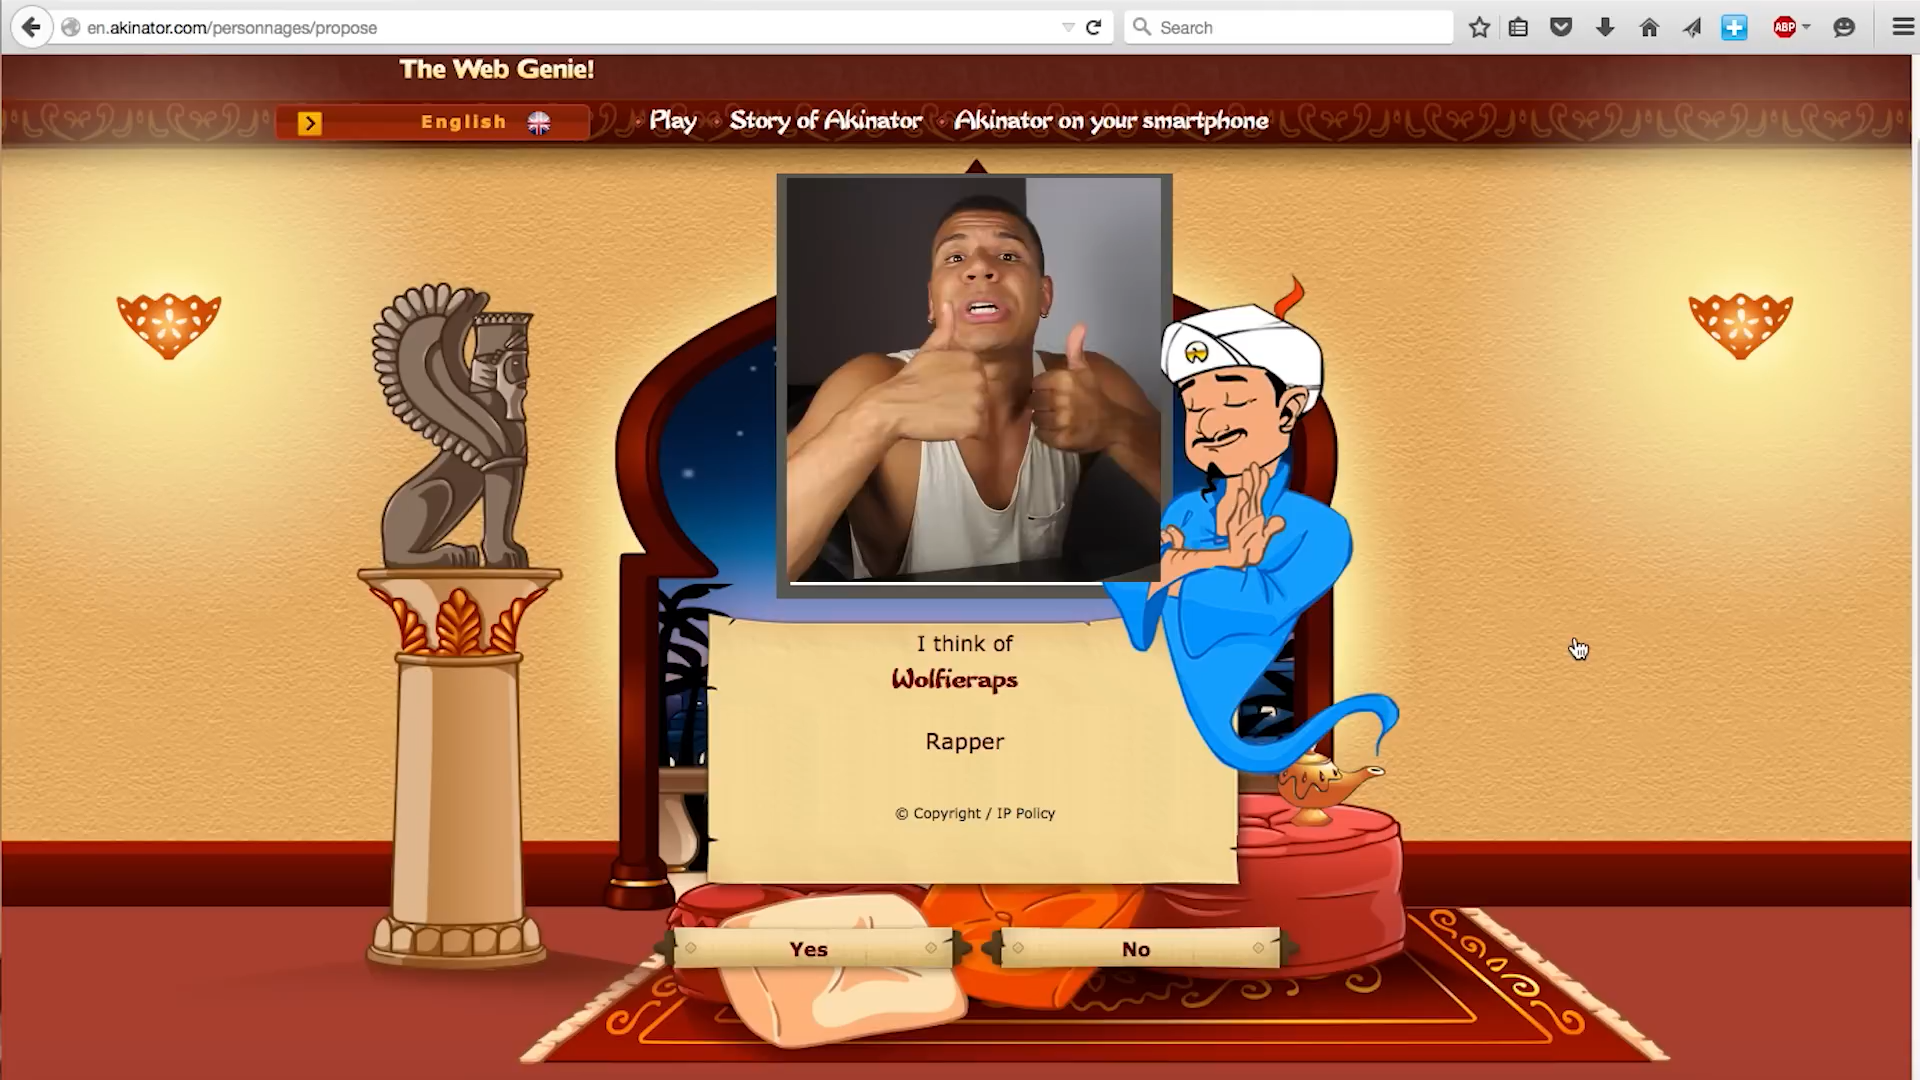 en.akinator.com/personnages/propose
Search
ABP
The Web Genie!
English
Play
Story of Akinator
Akinator on your smartphone
I think of
Wolfieraps
Rapper
© Copyright / IP Policy
Yes
No